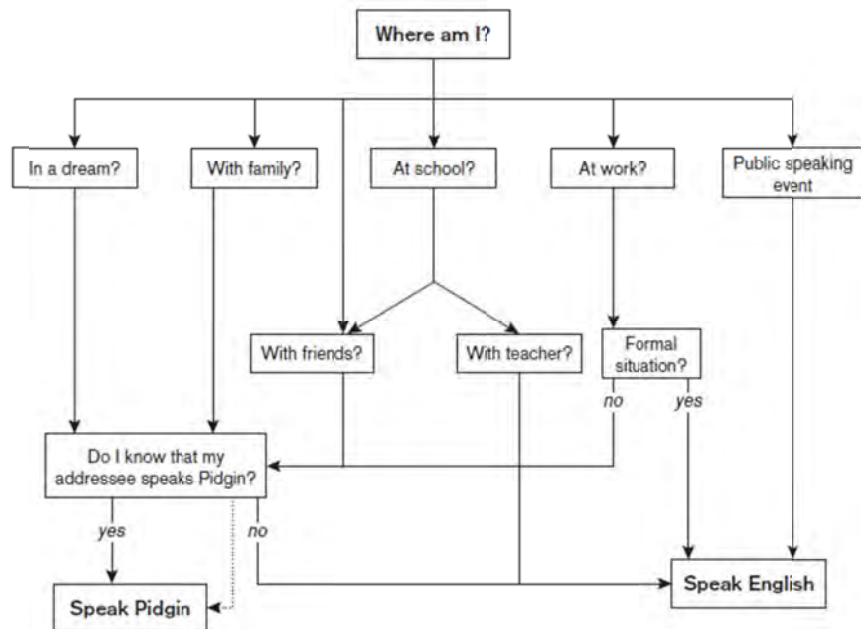 Where am I?
In a dream?
With family?
At school?
At work?
Public speaking
event
With friends?
With teacher?
Formal
situation?
no
yes
Do I know that my
addressee speaks Pidgin?
yes
no
Speak Pidgin
Speak English